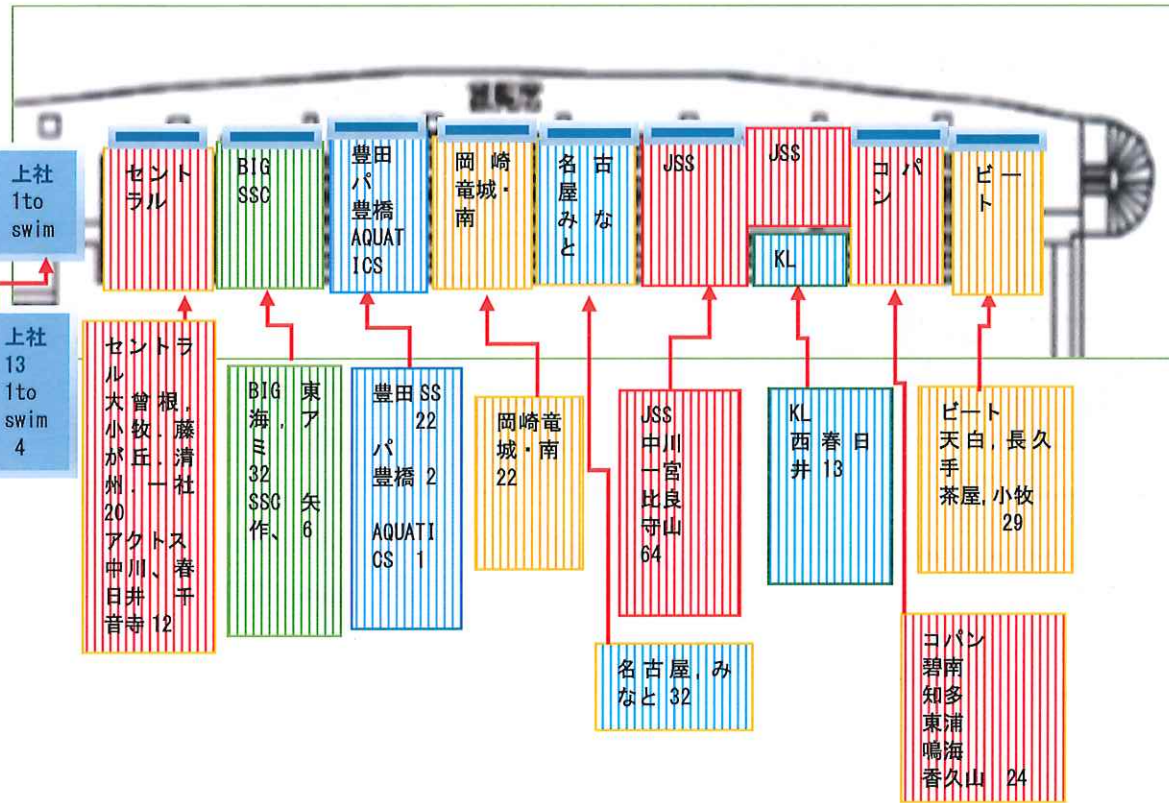 上社
1to
swim
セント
ラル
BIG
SSC
豊田
パ
豊橋
AQUAT
ICS
岡崎
竜城・
南
名古
屋な
みと
JSS
JSS
KL
コパ
ン
ビー
ト
上社
13
1to
swim
4
セントラ
ル
大曽根,
小牧.藤
が丘.清
州.一社
20
アクトス
中川、春
日井 千
音寺 12
BIG 東
海,ア
ミ
32
SSC 矢
作、 6
豊田 SS
22
パ
豊橋 2
AQUATI
CS 1
岡崎竜
城・南
22
JSS
中川
一宮
比良
守山
64
KL
西春日
井 13
ビート
天白,長久
手
茶屋,小牧
29
名古屋,み
なと 32
コパン
碧南
知多
東浦
鳴海
香久山 24